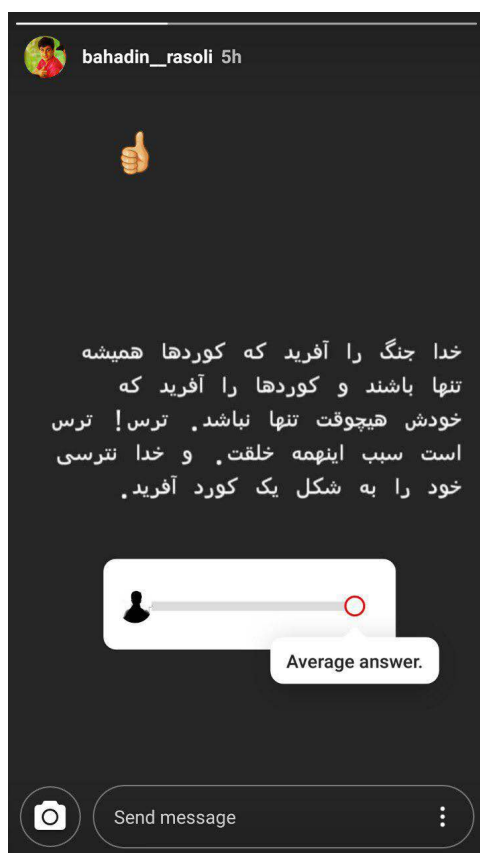 bahadin__rasoli 5h
👍
خدا جنگ را آفرید که کوردها همیشه
تنها باشند و کوردها را آفرید که
خودش هیچوقت تنها نباشد. ترس! ترس
است سبب اینهمه خلقت. و خدا نترسی
خود را به شکل یک کورد آفرید.
Average answer.
Send message